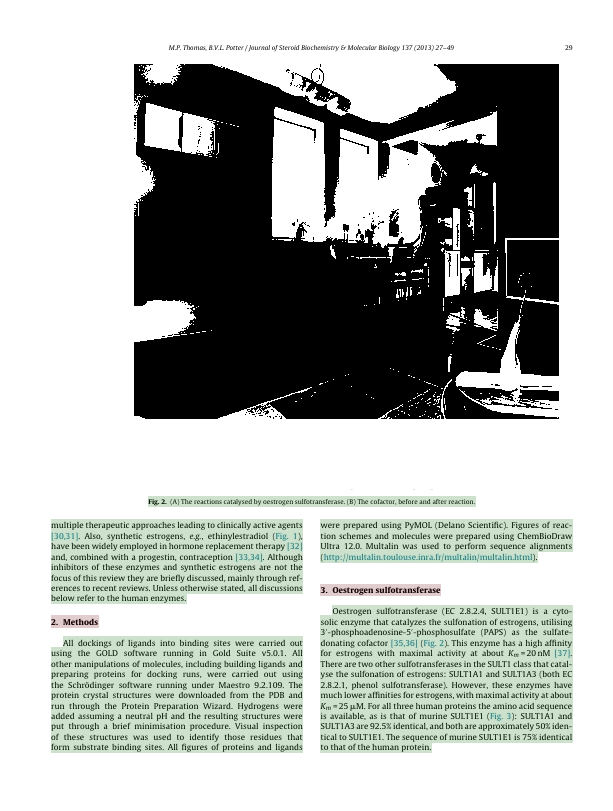 M.P. Thomas, B.V.L. Potter / Journal of Steroid Biochemistry & Molecular Biology 137 (2013) 27–49
29
Fig. 2. (A) The reactions catalysed by oestrogen sulfotransferase. (B) The cofactor, before and after reaction.
multiple therapeutic approaches leading to clinically active agents
[30,31]. Also, synthetic estrogens, e.g., ethinylestradiol (Fig. 1),
have been widely employed in hormone replacement therapy [32]
and, combined with a progestin, contraception [33,34]. Although
inhibitors of these enzymes and synthetic estrogens are not the
focus of this review they are briefly discussed, mainly through ref-
erences to recent reviews. Unless otherwise stated, all discussions
below refer to the human enzymes.
2. Methods
All dockings of ligands into binding sites were carried out
using the GOLD software running in Gold Suite v5.0.1. All
other manipulations of molecules, including building ligands and
preparing proteins for docking runs, were carried out using
the Schrödinger software running under Maestro 9.2.109. The
protein crystal structures were downloaded from the PDB and
run through the Protein Preparation Wizard. Hydrogens were
added assuming a neutral pH and the resulting structures were
put through a brief minimisation procedure. Visual inspection
of these structures was used to identify those residues that
form substrate binding sites. All figures of proteins and ligands
were prepared using PyMOL (Delano Scientific). Figures of reac-
tion schemes and molecules were prepared using ChemBioDraw
Ultra 12.0. Multalin was used to perform sequence alignments
(http://multalin.toulouse.inra.fr/multalin/multalin.html).
3. Oestrogen sulfotransferase
Oestrogen sulfotransferase (EC 2.8.2.4, SULT1E1) is a cyto-
solic enzyme that catalyzes the sulfonation of estrogens, utilising
3′-phosphoadenosine-5′-phosphosulfate (PAPS) as the sulfate-
donating cofactor [35,36] (Fig. 2). This enzyme has a high affinity
for estrogens with maximal activity at about Km = 20 nM [37].
There are two other sulfotransferases in the SULT1 class that catal-
yse the sulfonation of estrogens: SULT1A1 and SULT1A3 (both EC
2.8.2.1, phenol sulfotransferase). However, these enzymes have
much lower affinities for estrogens, with maximal activity at about
Km = 25 μM. For all three human proteins the amino acid sequence
is available, as is that of murine SULT1E1 (Fig. 3): SULT1A1 and
SULT1A3 are 92.5% identical, and both are approximately 50% iden-
tical to SULT1E1. The sequence of murine SULT1E1 is 75% identical
to that of the human protein.